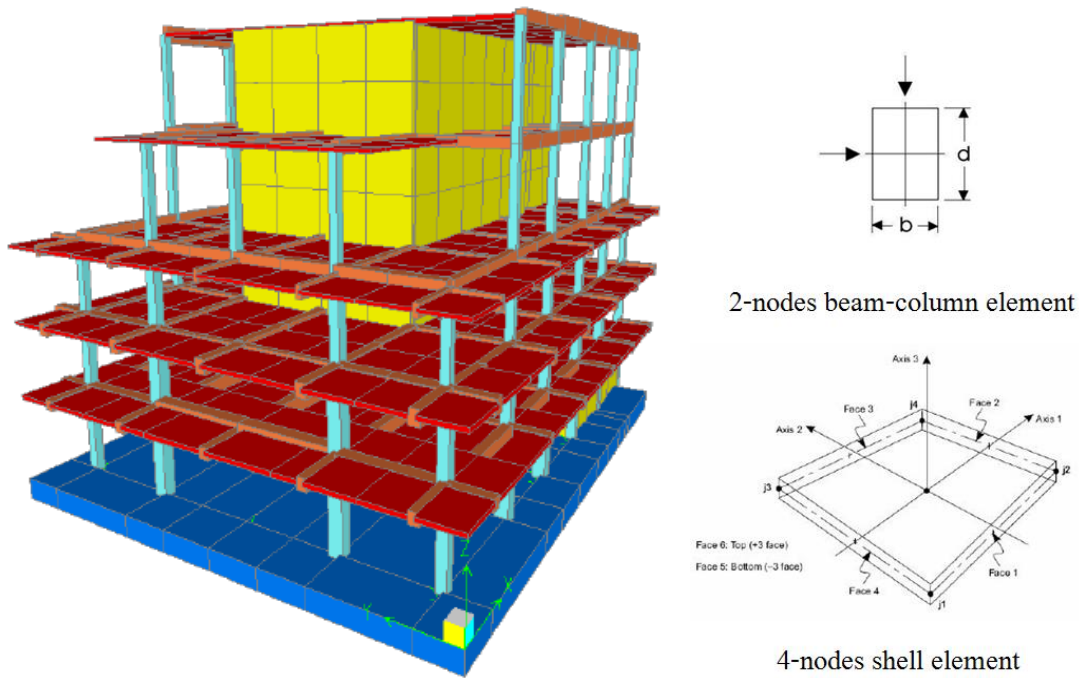 d
b
2-nodes beam-column element
Axis 3
j4
Face 2
Face 3
Axis 1
Axis 2
j2
j3
Face 6: Top (+3 face)
Face 5: Bottom (−3 face)
Face 1
Face 4
j1
4-nodes shell element
Z
X
Y